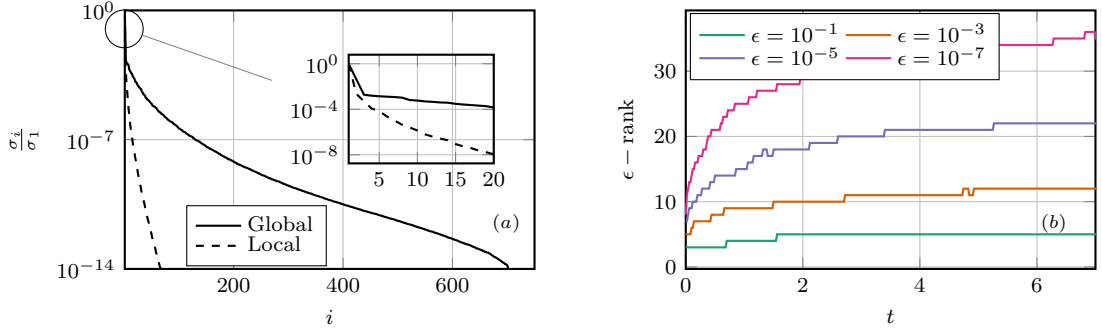 10^0
10^−7
10^−14
σ_i/σ_1
200 400 600
i
Global
Local
(a)
10^0
10^−4
10^−8
5 10 15 20
ϵ = 10^−1 ϵ = 10^−3
ϵ = 10^−5 ϵ = 10^−7
30
20
10
0
ϵ − rank
0 2 4 6
t
(b)